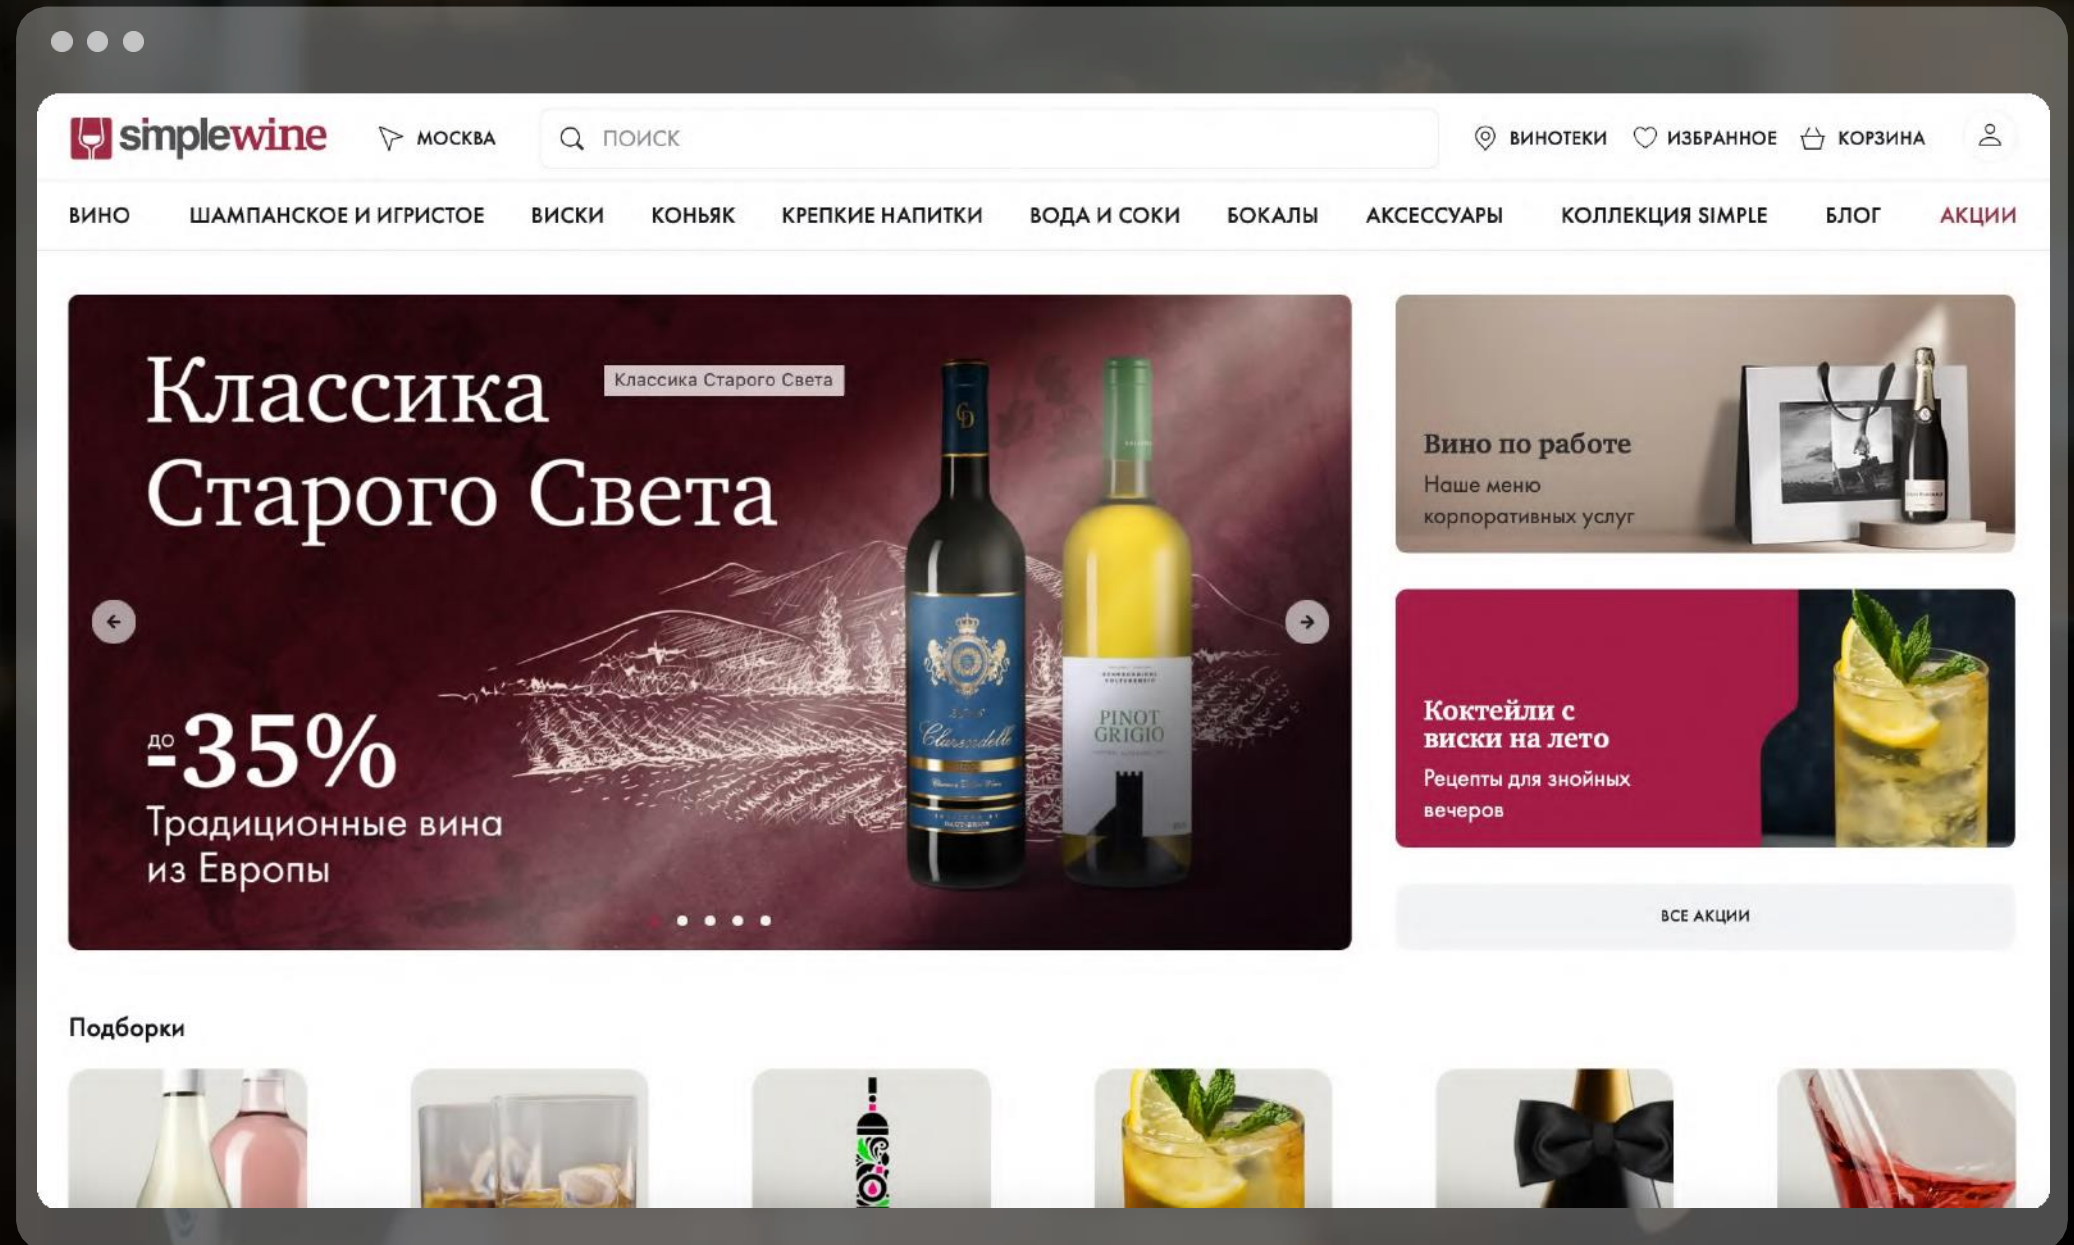 simplewine
МОСКВА
ПОИСК
ВИНОТЕКИ
ИЗБРАННОЕ
КОРЗИНА
ВИНО
ШАМПАНСКОЕ И ИГРИСТОЕ
ВИСКИ
КОНЬЯК
КРЕПКИЕ НАПИТКИ
ВОДА И СОКИ
БОКАЛЫ
АКСЕССУАРЫ
КОЛЛЕКЦИЯ SIMPLE
БЛОГ
АКЦИИ
Классика
Старого Света
Классика Старого Света
до
-35%
Традиционные вина
из Европы
CD
Clarendelle
PINOT
GRIGIO
Вино по работе
Наше меню
корпоративных услуг
Коктейли с
виски на лето
Рецепты для знойных
вечеров
ВСЕ АКЦИИ
Подборки